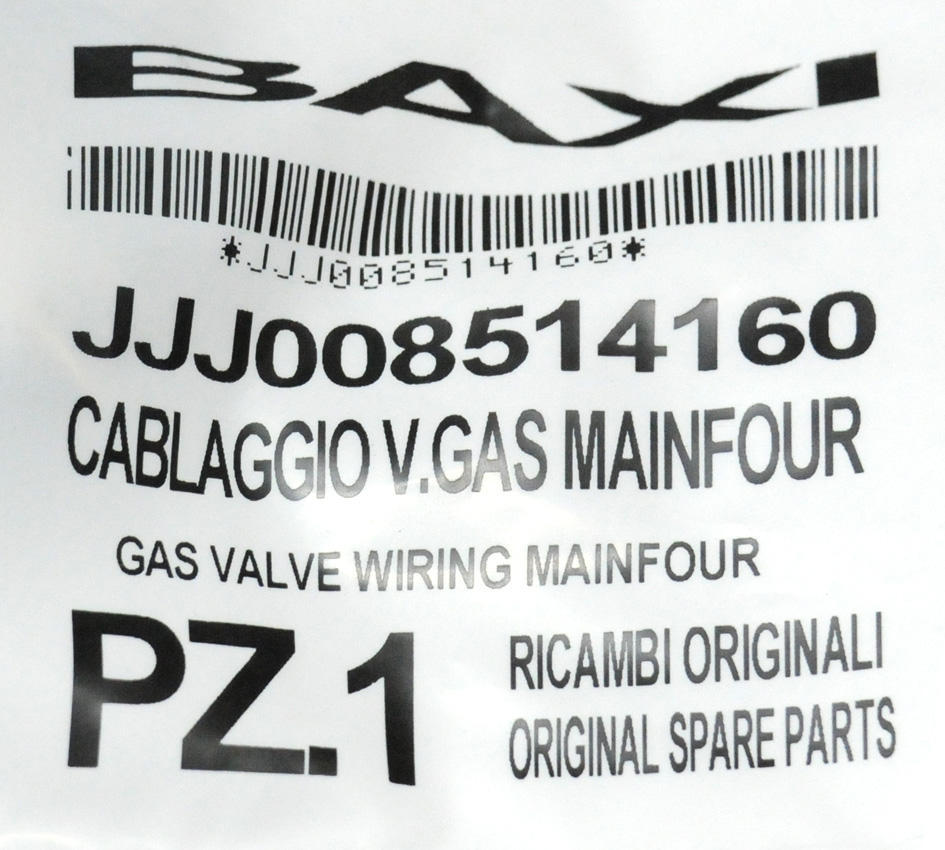 BAXI
*JJJ008514160*
JJJ008514160
CABLAGGIO V.GAS MAINFOUR
GAS VALVE WIRING MAINFOUR
PZ.1
RICAMBI ORIGINALI
ORIGINAL SPARE PARTS